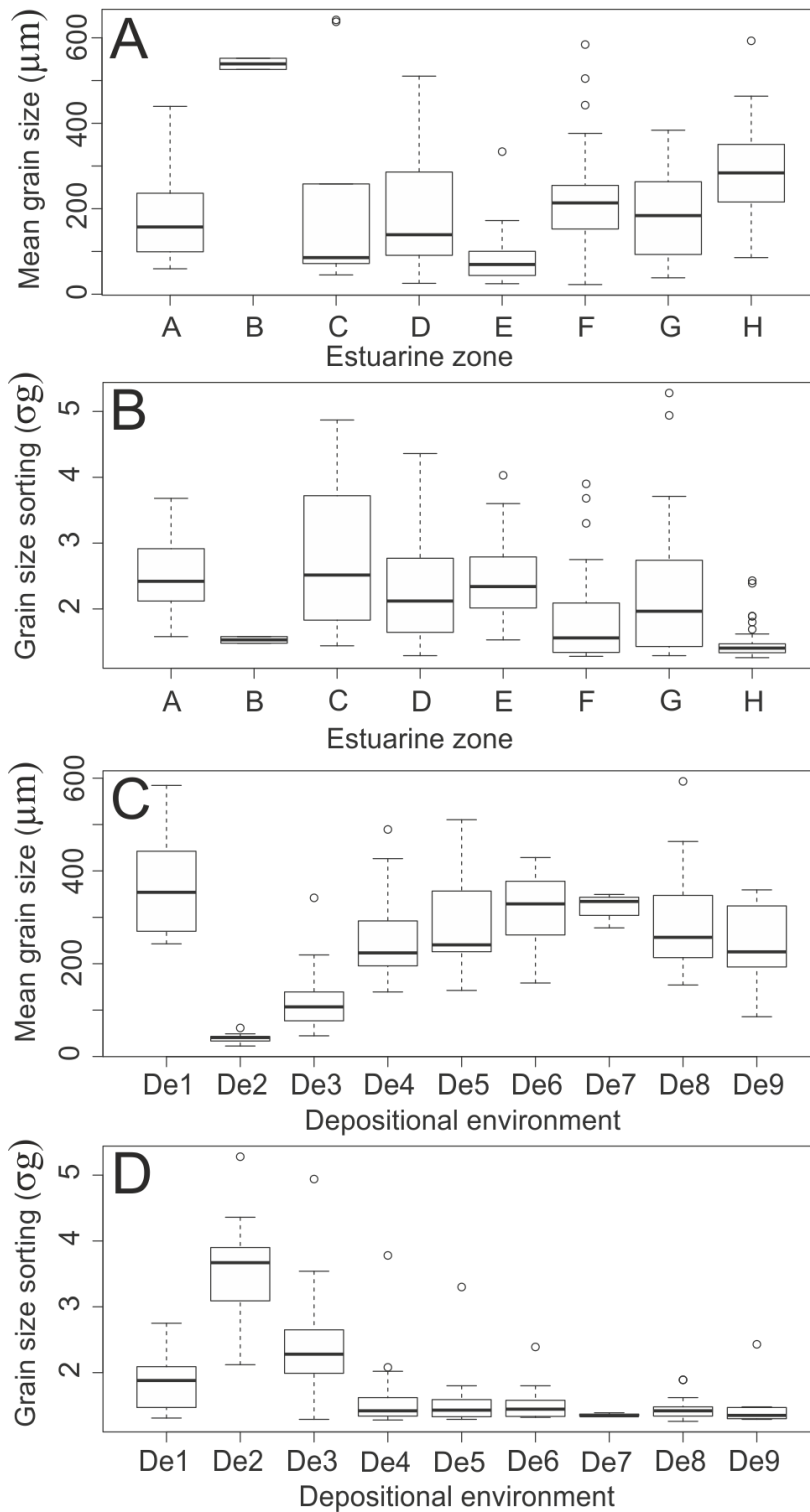 A
Mean grain size (μm)
600
400
200
0
A B C D E F G H
Estuarine zone
B
Grain size sorting (σg)
5
4
3
2
A B C D E F G H
Estuarine zone
C
Mean grain size (μm)
600
400
200
0
De1 De2 De3 De4 De5 De6 De7 De8 De9
Depositional environment
D
Grain size sorting (σg)
5
4
3
2
De1 De2 De3 De4 De5 De6 De7 De8 De9
Depositional environment